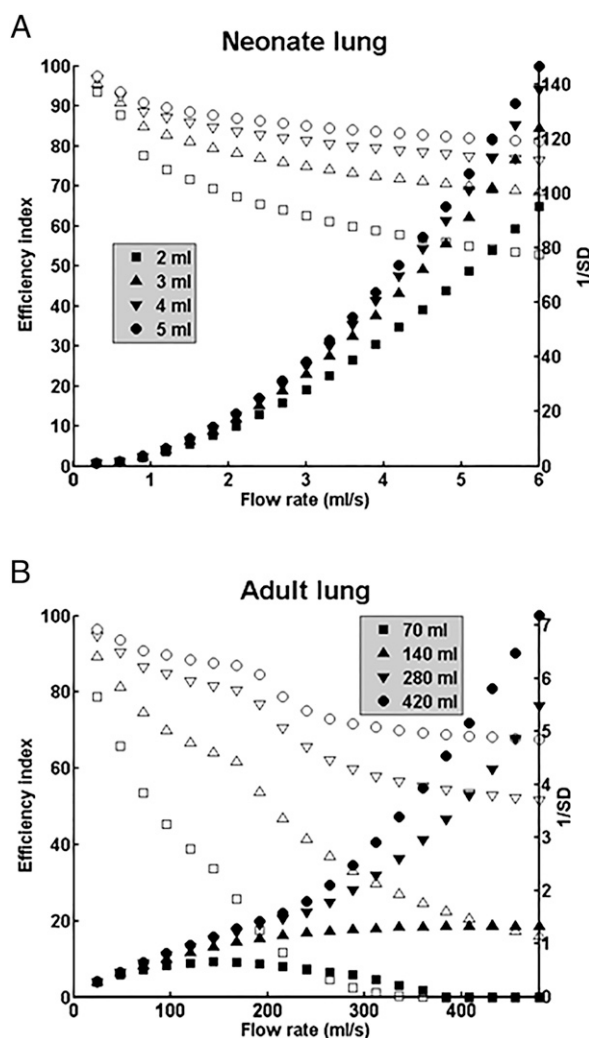 A
Neonate lung
100
90
80
70
60
50
40
30
20
10
0
Efficiency index
2 ml
3 ml
4 ml
5 ml
140
120
100
80
60
40
20
0
1/SD
1 2 3 4 5 6
Flow rate (ml/s)
B
Adult lung
100
80
60
40
20
0
Efficiency index
70 ml
140 ml
280 ml
420 ml
7
6
5
4
3
2
1
0
1/SD
100 200 300 400
Flow rate (ml/s)